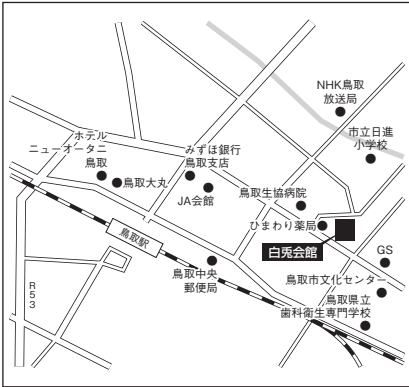 NHK鳥取
放送局
市立日進
小学校
ホテル
ニューオータニ
鳥取
鳥取大丸
みずほ銀行
鳥取支店
JA会館
鳥取生協病院
ひまわり薬局
白兎会館
GS
鳥取駅
鳥取中央
郵便局
鳥取市文化センター
鳥取県立
歯科衛生専門学校
R53